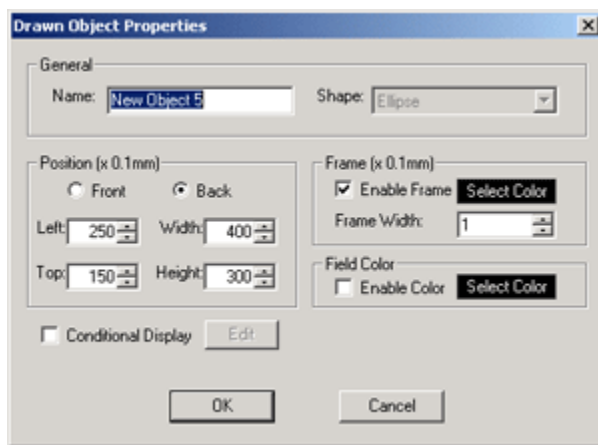 Drawn Object Properties
General
Name: New Object 5 Shape: Ellipse
Position (x 0.1mm)
Front Back
Left: 250 Width: 400
Top: 150 Height: 300
Frame (x 0.1mm)
Enable Frame Select Color
Frame Width: 1
Field Color
Enable Color Select Color
Conditional Display Edit
OK Cancel